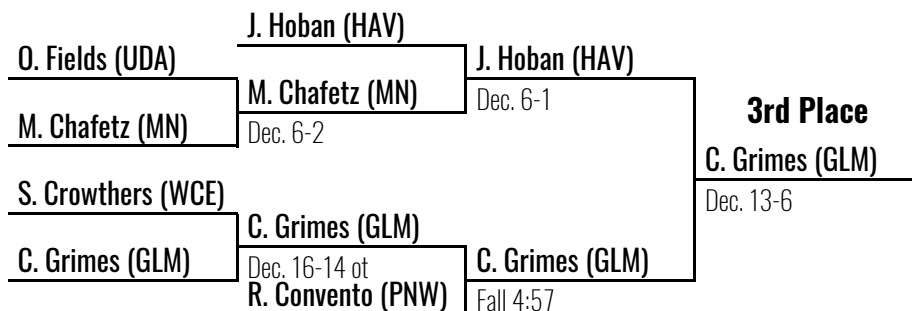 J. Hoban (HAV)
O. Fields (UDA)
J. Hoban (HAV)
M. Chafetz (MN)
Dec. 6-1
3rd Place
M. Chafetz (MN)
Dec. 6-2
C. Grimes (GLM)
S. Crowthers (WCE)
Dec. 13-6
C. Grimes (GLM)
C. Grimes (GLM)
Dec. 16-14 ot
C. Grimes (GLM)
R. Convento (PNW)
Fall 4:57